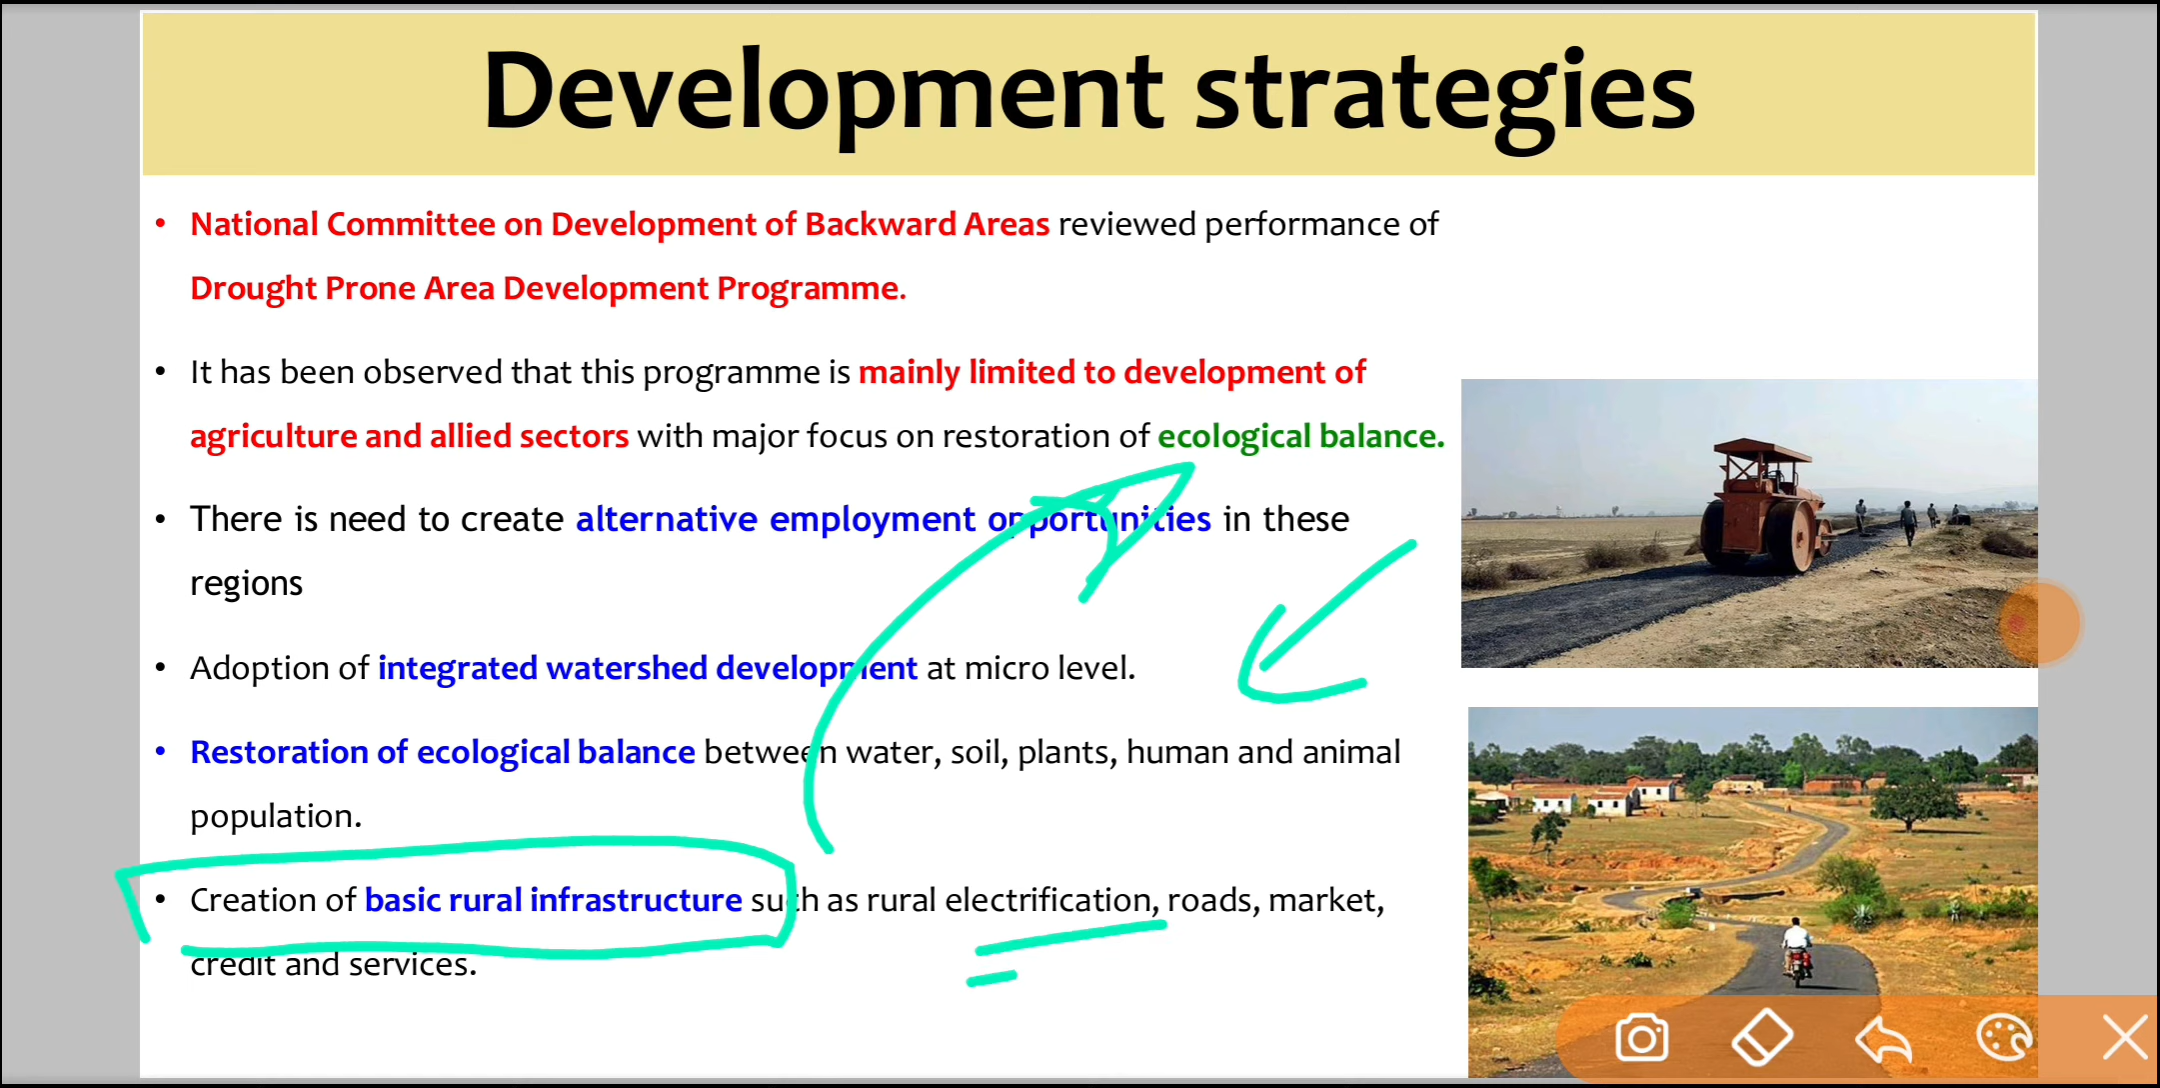 Development strategies
• National Committee on Development of Backward Areas reviewed performance of
Drought Prone Area Development Programme.
• It has been observed that this programme is mainly limited to development of
agriculture and allied sectors with major focus on restoration of ecological balance.
• There is need to create alternative employment opportunities in these
regions
• Adoption of integrated watershed development at micro level.
• Restoration of ecological balance between water, soil, plants, human and animal
population.
• Creation of basic rural infrastructure such as rural electrification, roads, market,
credit and services.